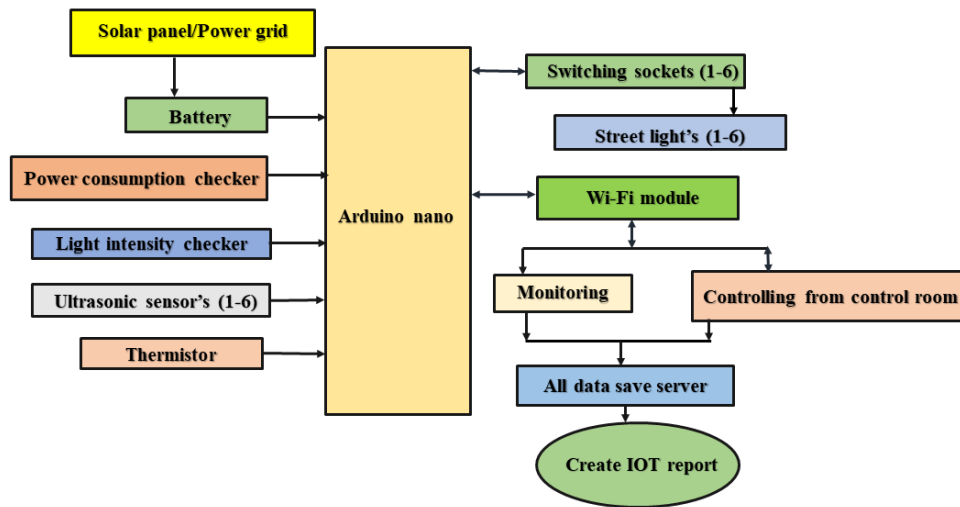 Solar panel/Power grid
Battery
Power consumption checker
Light intensity checker
Ultrasonic sensor's (1-6)
Thermistor
Arduino nano
Switching sockets (1-6)
Street light's (1-6)
Wi-Fi module
Monitoring
Controlling from control room
All data save server
Create IOT report